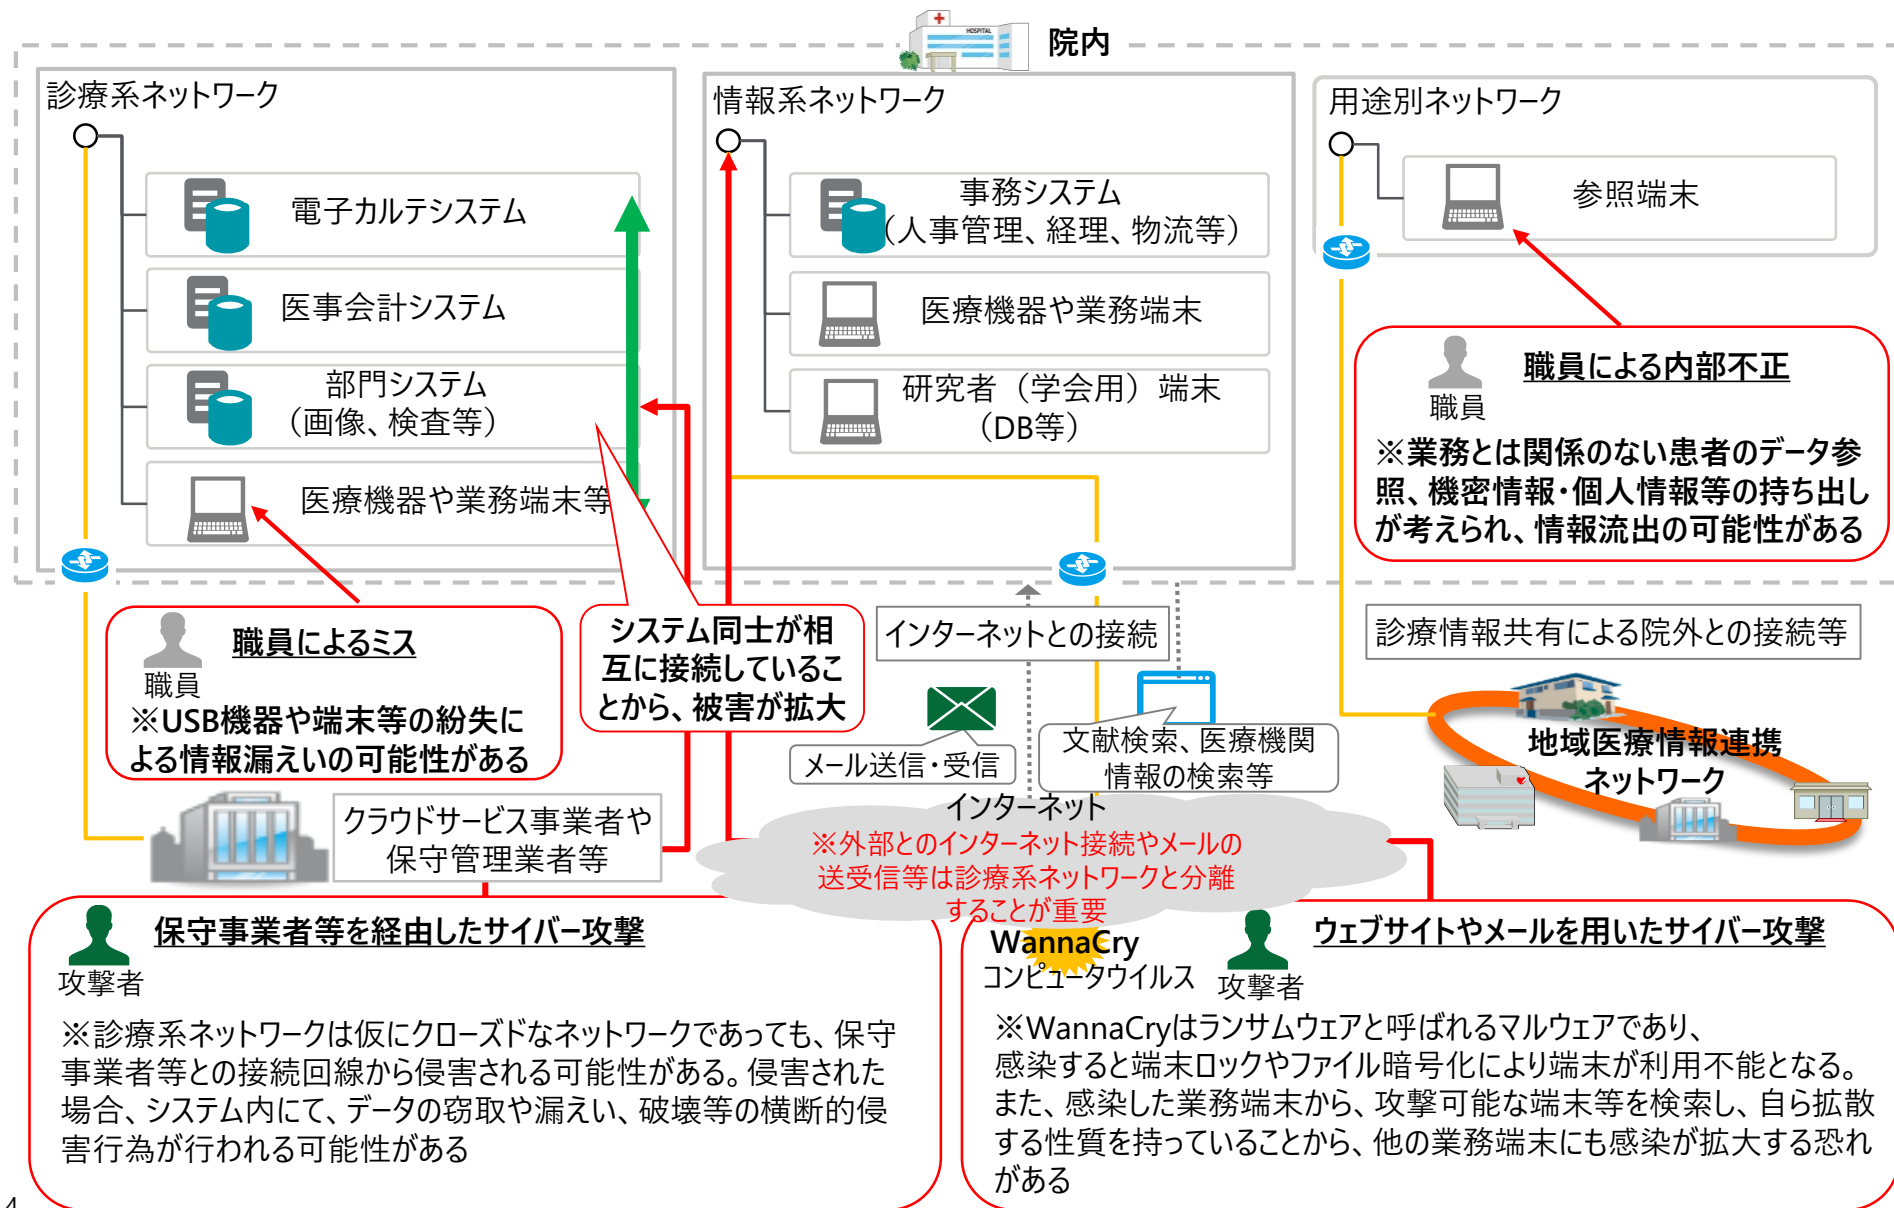 HOSPITAL
院内
診療系ネットワーク
電子カルテシステム
医事会計システム
部門システム
（画像、検査等）
医療機器や業務端末等
情報系ネットワーク
事務システム
（人事管理、経理、物流等）
医療機器や業務端末
研究者（学会用）端末
（DB等）
用途別ネットワーク
参照端末
職員による内部不正
職員
※業務とは関係のない患者のデータ参
照、機密情報・個人情報等の持ち出し
が考えられ、情報流出の可能性がある
職員によるミス
職員
※USB機器や端末等の紛失に
よる情報漏えいの可能性がある
システム同士が相
互に接続しているこ
とから、被害が拡大
インターネットとの接続
メール送信・受信
文献検索、医療機関
情報の検索等
診療情報共有による院外との接続等
地域医療情報連携
ネットワーク
クラウドサービス事業者や
保守管理業者等
インターネット
※外部とのインターネット接続やメールの
送受信等は診療系ネットワークと分離
することが重要
保守事業者等を経由したサイバー攻撃
攻撃者
※診療系ネットワークは仮にクローズドなネットワークであっても、保守
事業者等との接続回線から侵害される可能性がある。侵害された
場合、システム内にて、データの窃取や漏えい、破壊等の横断的侵
害行為が行われる可能性がある
WannaCry
コンピュータウイルス
ウェブサイトやメールを用いたサイバー攻撃
攻撃者
※WannaCryはランサムウェアと呼ばれるマルウェアであり、
感染すると端末ロックやファイル暗号化により端末が利用不能となる。
また、感染した業務端末から、攻撃可能な端末等を検索し、自ら拡散
する性質を持っていることから、他の業務端末にも感染が拡大する恐れ
がある
4